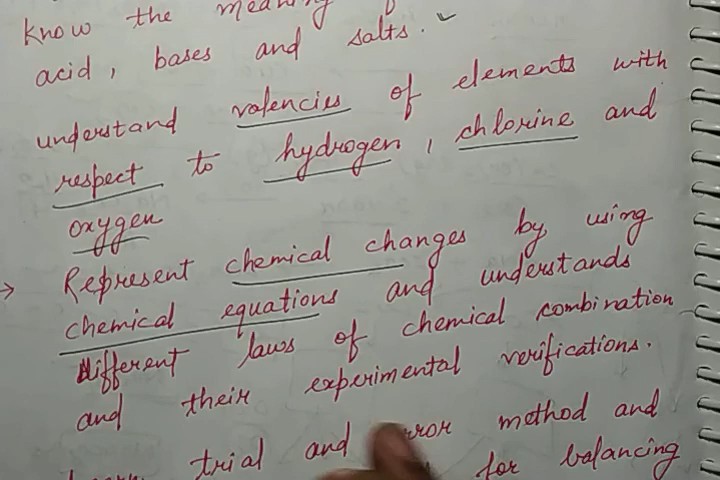 know the meaning
acid, bases and salts.
understand valencies of elements with
respect to hydrogen, chlorine and
oxygen
→ Represent chemical changes by, using
chemical equations and understands
different laws of chemical combination
and their experimental verifications.
trial and error method and
for balancing